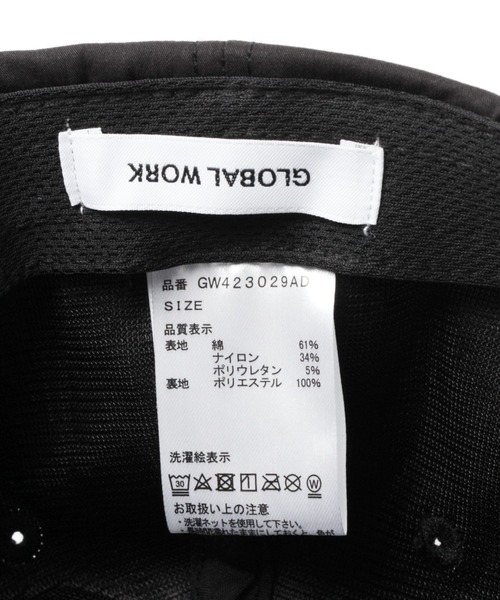 GLOBAL WORK
品番 GW423029AD
SIZE
品質表示
表地 綿 61%
ナイロン 34%
ポリウレタン 5%
裏地 ポリエステル 100%
洗濯絵表示
30 W
お取扱い上の注意
・洗濯ネットを使用して下さい。